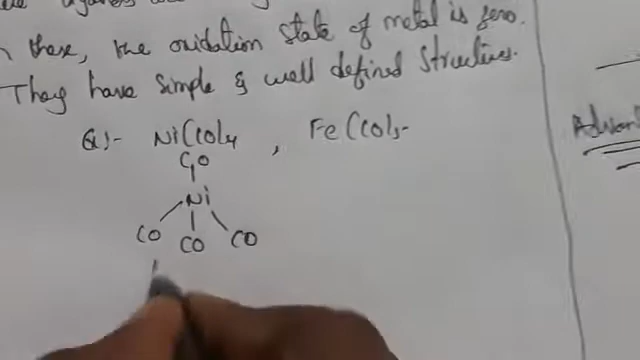 In these, the oxidation state of metal is zero.
They have simple & well defined structures.
Ex:- Ni(CO)4 , Fe(CO)5
CO
Ni
CO CO CO